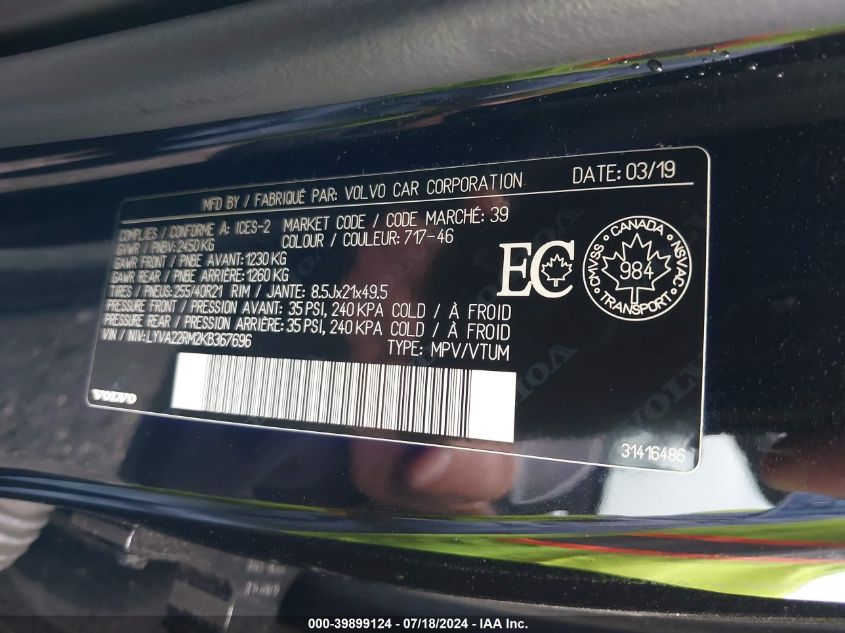 MFD BY / FABRIQUÉ PAR: VOLVO CAR CORPORATION DATE: 03/19
COMPLIES / CONFORME À: ICES-2 MARKET CODE / CODE MARCHÉ: 39
GVWR / PNBV: 2450 KG COLOUR / COULEUR: 717-46
GAWR FRONT / PNBE AVANT: 1230 KG
GAWR REAR / PNBE ARRIÈRE: 1260 KG
TIRES / PNEUS: 255/40R21 RIM / JANTE: 8.5Jx21x49.5
PRESSURE FRONT / PRESSION AVANT: 35 PSI, 240 KPA COLD / À FROID
PRESSURE REAR / PRESSION ARRIÈRE: 35 PSI, 240 KPA COLD / À FROID
VIN / NIV: LYVA22RM2KB367696 TYPE: MPV/VTUM
EC
CANADA
CMVSS NSVAC
984
TRANSPORT
VOLVO
31416486
000-39899124 - 07/18/2024 - IAA Inc.